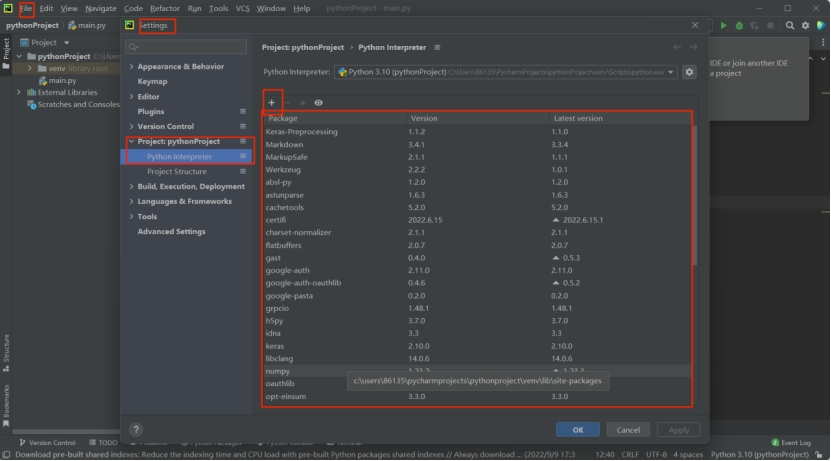 File Edit View Navigate Code Refactor Run Tools VCS Window Help pythonProject - main.py
pythonProject main.py
Settings
Project
pythonProject C:\Users
venv library root
main.py
External Libraries
Scratches and Consoles
Project
Structure
Bookmarks
Appearance & Behavior
Keymap
Editor
Plugins
Version Control
Project: pythonProject
Python Interpreter
Project Structure
Build, Execution, Deployment
Languages & Frameworks
Tools
Advanced Settings
Project: pythonProject > Python Interpreter
Python Interpreter: Python 3.10 (pythonProject) C:\Users\86135\PycharmProjects\pythonProject\venv\Scripts\python.exe
IDE or join another IDE
a project
Package Version Latest version
Keras-Preprocessing 1.1.2 1.1.0
Markdown 3.4.1 3.3.4
MarkupSafe 2.1.1 1.1.1
Werkzeug 2.2.2 1.0.1
absl-py 1.2.0 1.2.0
astunparse 1.6.3 1.6.3
cachetools 5.2.0 5.2.0
certifi 2022.6.15 ▲ 2022.6.15.1
charset-normalizer 2.1.1 2.1.1
flatbuffers 2.0.7 2.0.7
gast 0.4.0 ▲ 0.5.3
google-auth 2.11.0 2.11.0
google-auth-oauthlib 0.4.6 ▲ 0.5.2
google-pasta 0.2.0 0.2.0
grpcio 1.48.1 1.48.1
h5py 3.7.0 3.7.0
idna 3.3 3.3
keras 2.10.0 2.10.0
libclang 14.0.6 14.0.6
numpy 1.23.2 ▲ 1.23.3
c:\users\86135\pycharmprojects\pythonproject\venv\lib\site-packages
oauthlib
opt-einsum 3.3.0 3.3.0
? OK Cancel Apply
Version Control TODO Event Log
Download pre-built shared indexes: Reduce the indexing time and CPU load with pre-built Python packages shared indexes // Always download ... (2022/9/9 17:3 12:40 CRLF UTF-8 4 spaces Python 3.10 (pythonProject)